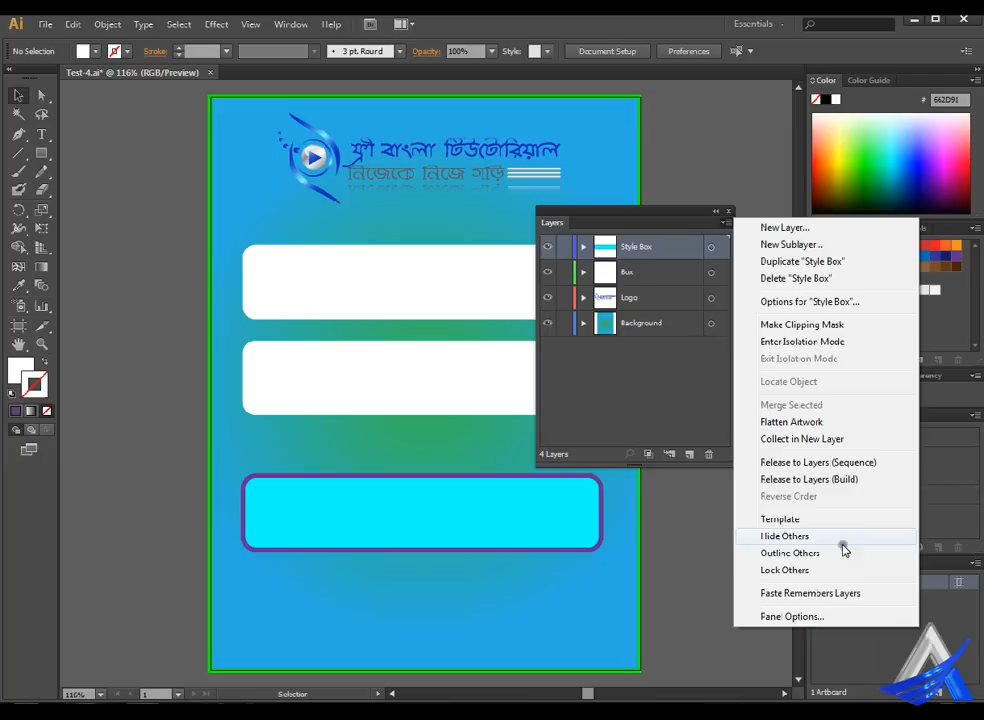 Ai File Edit Object Type Select Effect View Window Help Br Essentials
No Selection Stroke: 3 pt. Round Opacity: 100% Style: Document Setup Preferences
Test-4.ai* @ 116% (RGB/Preview) ×
Color Color Guide
# 662D91
ফ্রী বাংলা টিউটোরিয়াল
নিজেকে নিজে গড়ি
Layers
Style Box
Bux
Logo
Background
4 Layers
New Layer...
New Sublayer...
Duplicate "Style Box"
Delete "Style Box"
Options for "Style Box"...
Make Clipping Mask
Enter Isolation Mode
Exit Isolation Mode
Locate Object
Merge Selected
Flatten Artwork
Collect in New Layer
Release to Layers (Sequence)
Release to Layers (Build)
Reverse Order
Template
Hide Others
Outline Others
Lock Others
Paste Remembers Layers
Panel Options...
116% 1 Selection
1 Artboard